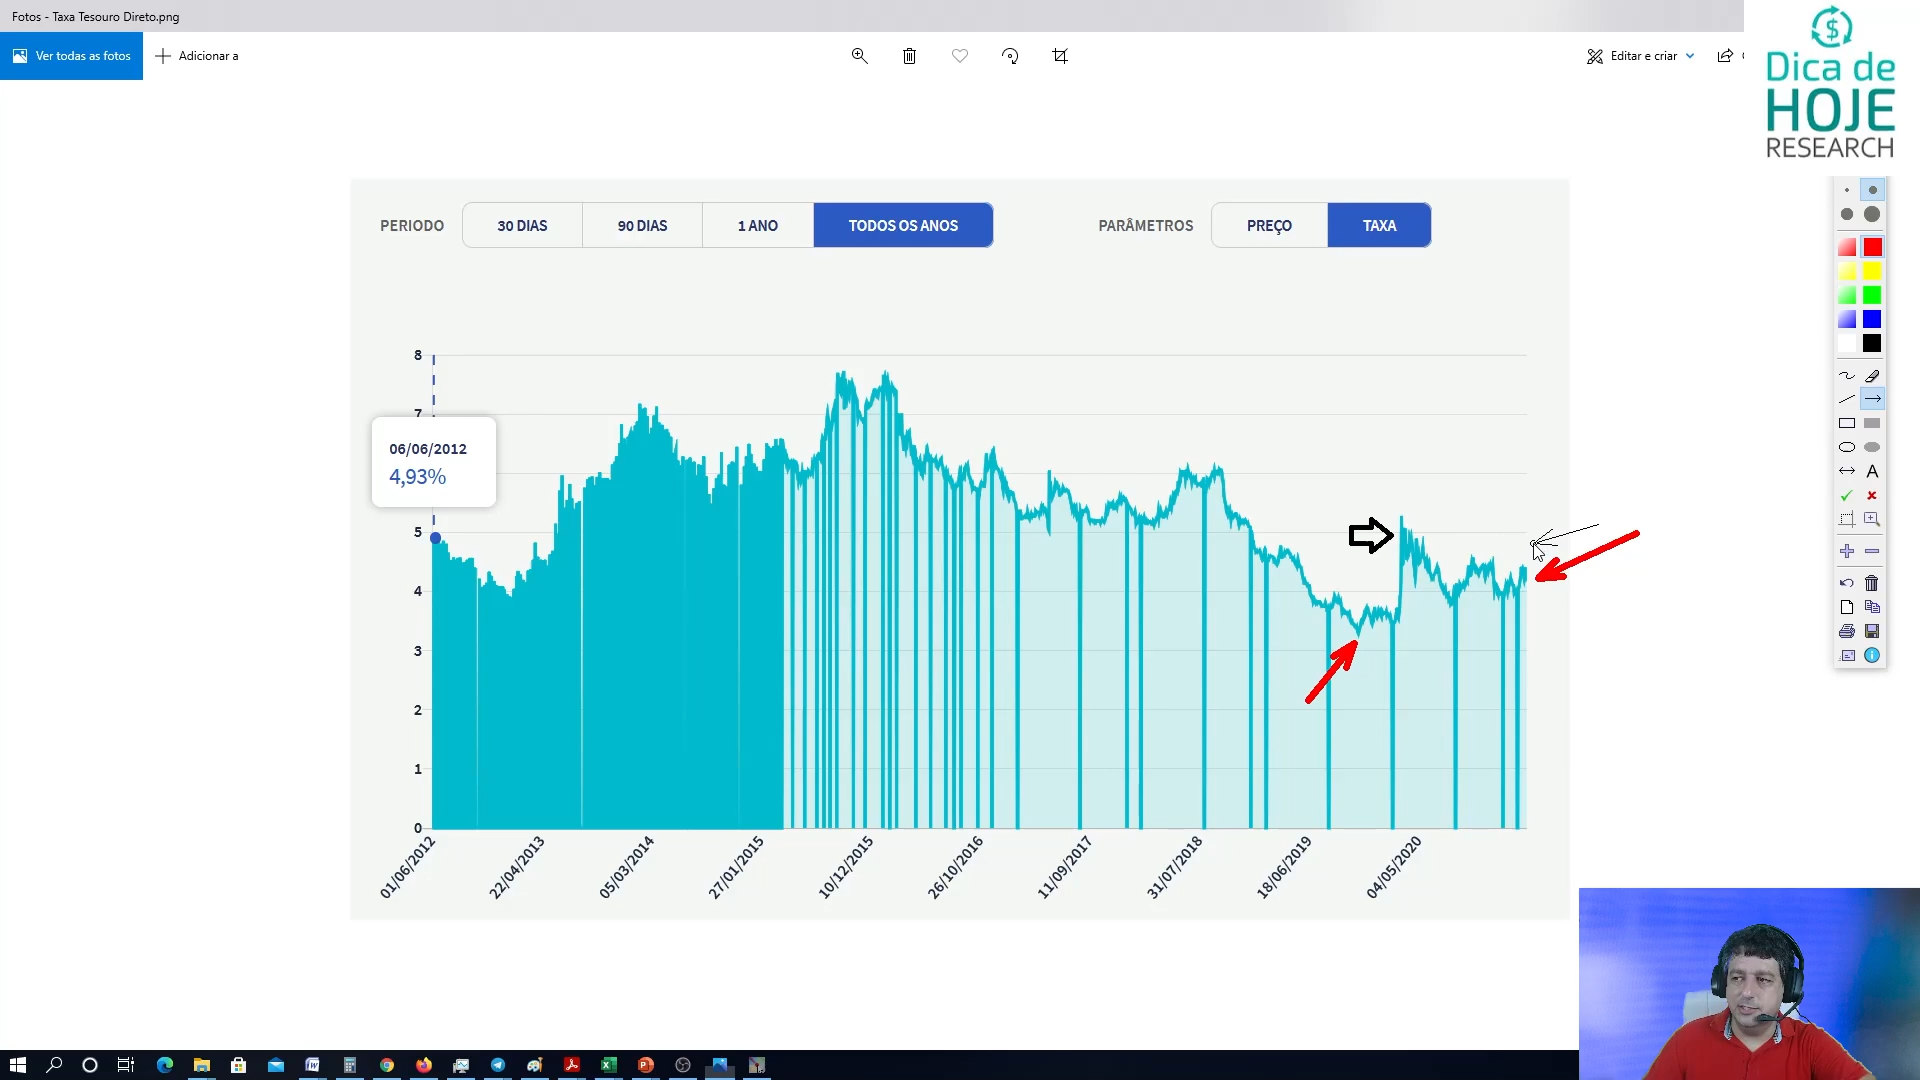 Fotos - Taxa Tesouro Direto.png
Ver todas as fotos
Adicionar a
Editar e criar
Dica de
HOJE
RESEARCH
PERIODO
30 DIAS
90 DIAS
1 ANO
TODOS OS ANOS
PARÂMETROS
PREÇO
TAXA
8
7
06/06/2012
4,93%
5
4
3
2
1
0
01/06/2012
22/04/2013
05/03/2014
27/01/2015
10/12/2015
26/10/2016
11/09/2017
31/07/2018
18/06/2019
04/05/2020